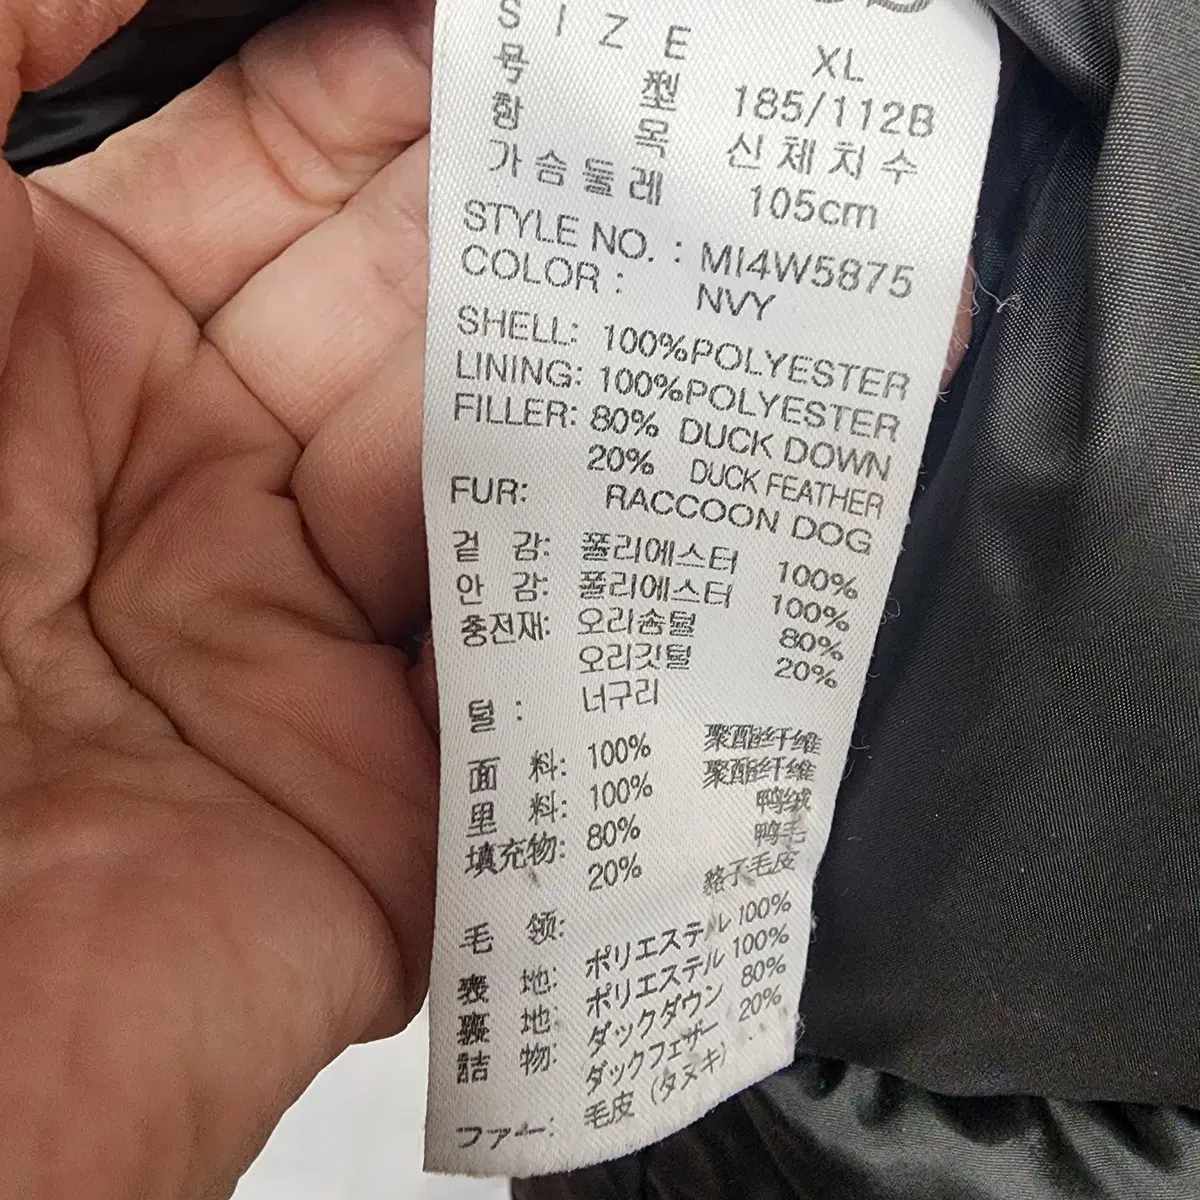 SIZE XL
号 型 185/112B
항 목 신체치수
가슴둘레 105cm
STYLE NO. : MI4W5875
COLOR : NVY
SHELL: 100%POLYESTER
LINING: 100%POLYESTER
FILLER: 80% DUCK DOWN
20% DUCK FEATHER
FUR: RACCOON DOG
겉 감: 폴리에스터 100%
안 감: 폴리에스터 100%
충전재: 오리솜털 80%
오리깃털 20%
털 : 너구리
面 料: 100% 聚酯纤维
里 料: 100% 聚酯纤维
填充物: 80% 鸭绒
20% 鸭毛
毛 领: 貉子毛皮
表 地: ポリエステル 100%
裏 地: ポリエステル 100%
詰 物: ダックダウン 80%
ダックフェザー 20%
ファー: 毛皮 (タヌキ)